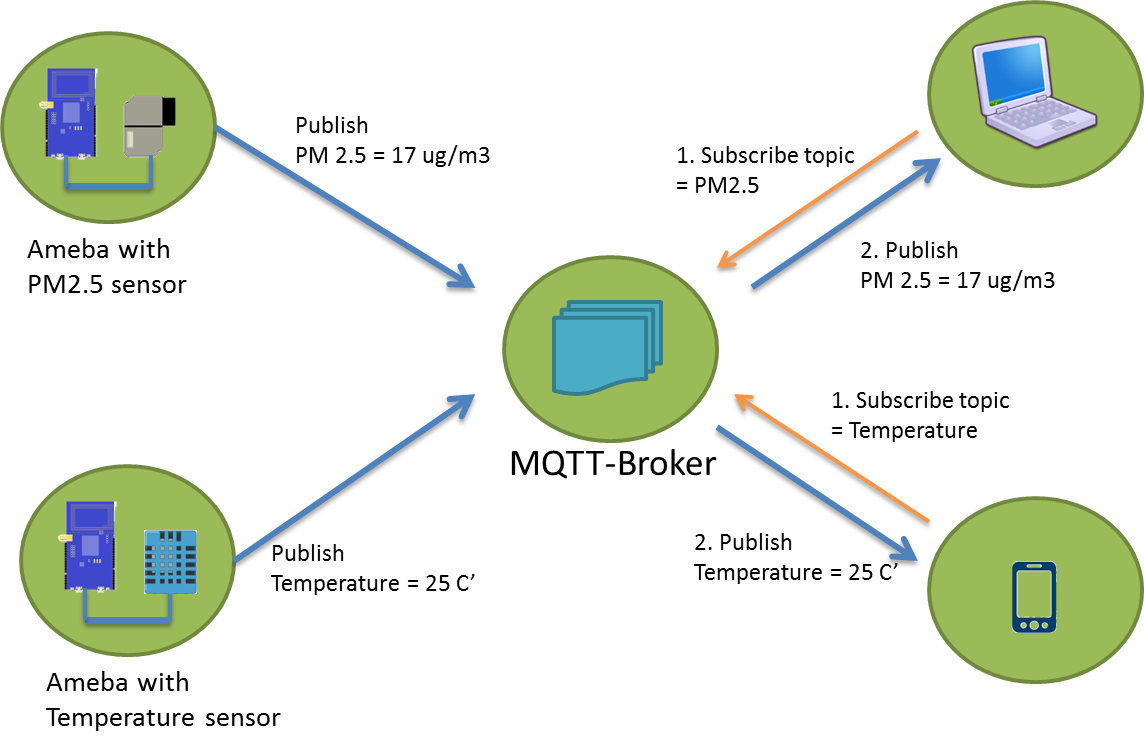 Publish
PM 2.5 = 17 ug/m3
1. Subscribe topic
= PM2.5
Ameba with
PM2.5 sensor
2. Publish
PM 2.5 = 17 ug/m3
1. Subscribe topic
= Temperature
MQTT-Broker
Publish
Temperature = 25 C’
2. Publish
Temperature = 25 C’
Ameba with
Temperature sensor